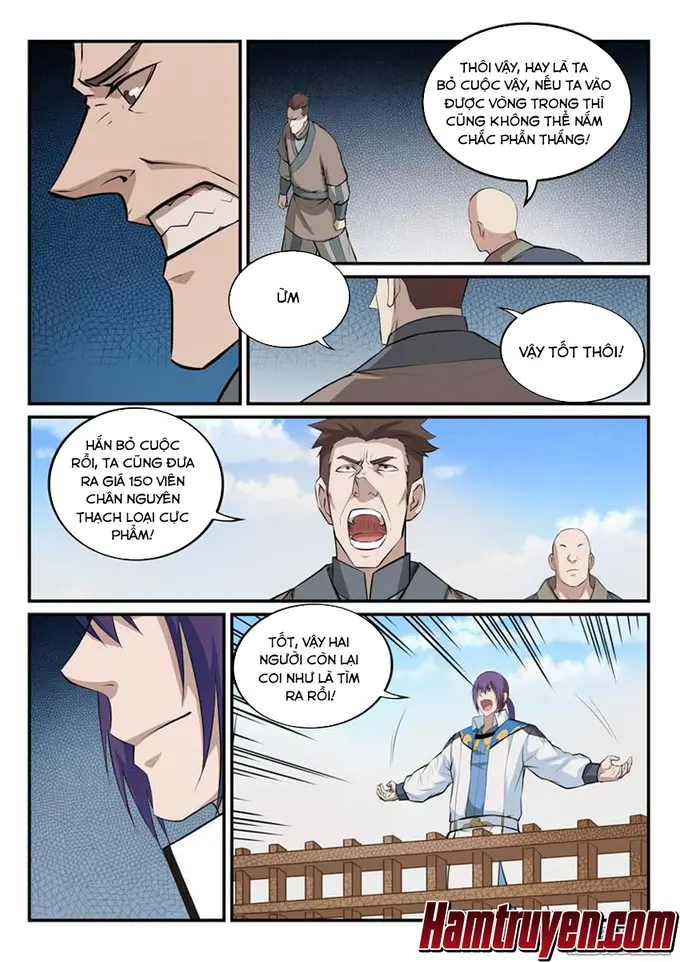 THÔI VẬY, HAY LÀ TA
BỎ CUỘC VẬY, NẾU TA VÀO
ĐƯỢC VÒNG TRONG THÌ
CŨNG KHÔNG THỂ NẮM
CHẮC PHẦN THẮNG!
ỪM
VẬY TỐT THÔI!
HẮN BỎ CUỘC
RỒI, TA CŨNG ĐƯA
RA GIÁ 150 VIÊN
CHÂN NGUYÊN
THẠCH LOẠI CỰC
PHẨM!
TỐT, VẬY HAI
NGƯỜI CÒN LẠI
COI NHƯ LÀ TÌM
RA RỒI!
Hamtruyen.com